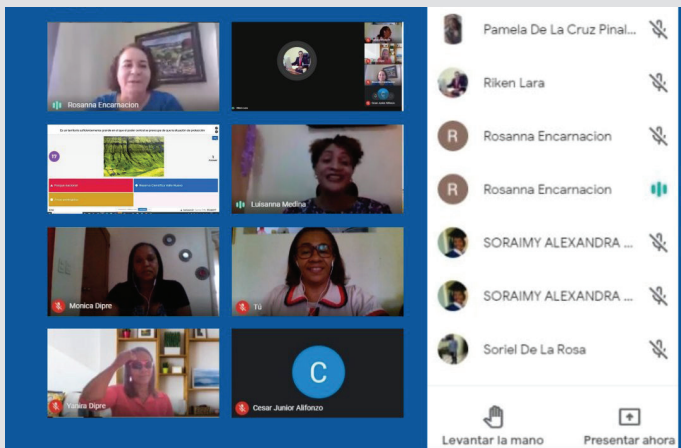 Rosanna Encarnacion
Luisanna Medina
Monica Dipre
Tú
Yanira Dipre
C
Cesar Junior Alifonzo
Pamela De La Cruz Pinal...
Riken Lara
R
Rosanna Encarnacion
R
Rosanna Encarnacion
SORAIMY ALEXANDRA ...
SORAIMY ALEXANDRA ...
Soriel De La Rosa
Levantar la mano
Presentar ahora